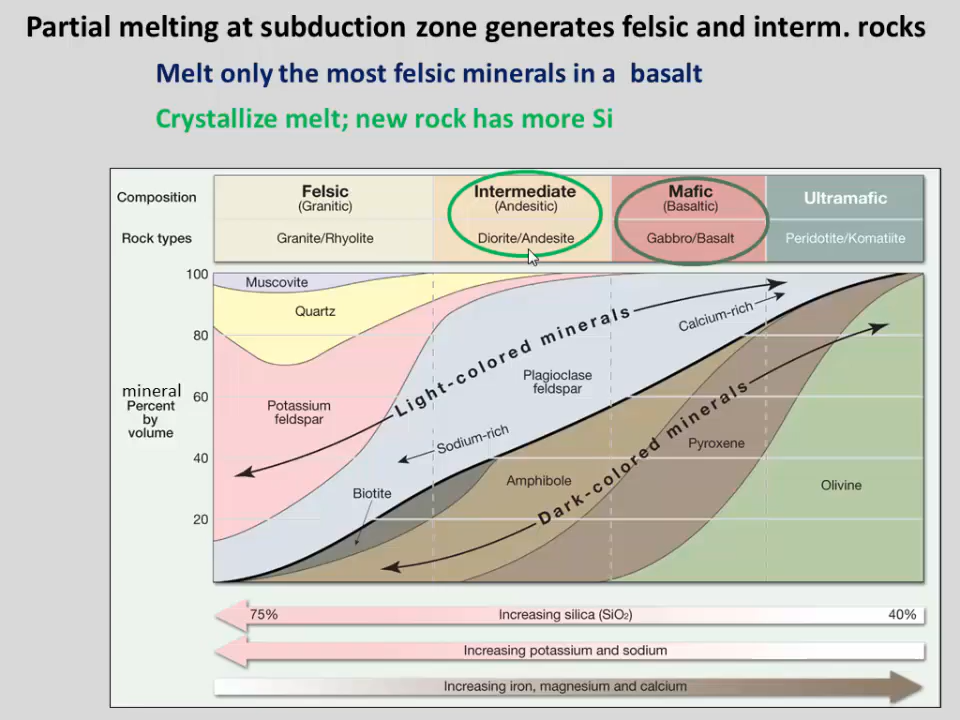 Partial melting at subduction zone generates felsic and interm. rocks
Melt only the most felsic minerals in a basalt
Crystallize melt; new rock has more Si
Composition
Felsic
(Granitic)
Intermediate
(Andesitic)
Mafic
(Basaltic)
Ultramafic
Rock types
Granite/Rhyolite
Diorite/Andesite
Gabbro/Basalt
Peridotite/Komatiite
100
80
60
40
20
mineral
Percent
by
volume
Muscovite
Quartz
Potassium
feldspar
Light-colored minerals
Calcium-rich
Plagioclase
feldspar
Sodium-rich
Biotite
Amphibole
Dark-colored minerals
Pyroxene
Olivine
75% Increasing silica (SiO₂) 40%
Increasing potassium and sodium
Increasing iron, magnesium and calcium